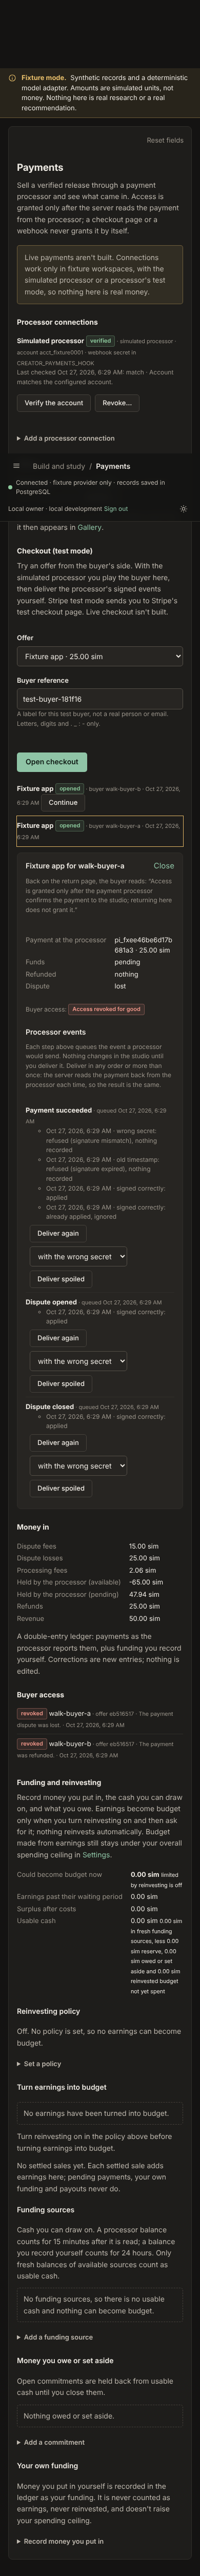 Fixture mode. Synthetic records and a deterministic
model adapter. Amounts are simulated units, not
money. Nothing here is real research or a real
recommendation.
Reset fields
Payments
Sell a verified release through a payment
processor and see what came in. Access is
granted only after the server reads the payment
from the processor; a checkout page or a
webhook never grants it by itself.
Live payments aren't built. Connections
work only in fixture workspaces, with the
simulated processor or a processor's test
mode, so nothing here is real money.
Processor connections
Simulated processor verified · simulated processor ·
account acct_fixture0001 · webhook secret in
CREATOR_PAYMENTS_HOOK
Last checked Oct 27, 2026, 6:29 AM: match · Account
matches the configured account.
Verify the account
Revoke...
Add a processor connection
Build and study / Payments
Connected · fixture provider only · records saved in
PostgreSQL
Local owner · local development Sign out
it then appears in Gallery.
Checkout (test mode)
Try an offer from the buyer's side. With the
simulated processor you play the buyer here,
then deliver the processor's signed events
yourself. Stripe test mode sends you to Stripe's
test checkout page. Live checkout isn't built.
Offer
Fixture app · 25.00 sim
Buyer reference
test-buyer-181f16
A label for this test buyer, not a real person or email.
Letters, digits and . _ : - only.
Open checkout
Fixture app opened · buyer walk-buyer-b · Oct 27, 2026,
6:29 AM Continue
Fixture app opened · buyer walk-buyer-a · Oct 27, 2026,
6:29 AM
Fixture app for walk-buyer-a
Close
Back on the return page, the buyer reads: "Access
is granted only after the payment processor
confirms the payment to the studio; returning here
does not grant it."
Payment at the processor pi_fxee46be6d17b
681a3 · 25.00 sim
Funds pending
Refunded nothing
Dispute lost
Buyer access: Access revoked for good
Processor events
Each step above queues the event a processor
would send. Nothing changes in the studio until
you deliver it. Deliver in any order or more than
once: the server reads the payment back from the
processor each time, so the result is the same.
Payment succeeded · queued Oct 27, 2026, 6:29
AM
Oct 27, 2026, 6:29 AM · wrong secret:
refused (signature mismatch), nothing
recorded
Oct 27, 2026, 6:29 AM · old timestamp:
refused (signature expired), nothing
recorded
Oct 27, 2026, 6:29 AM · signed correctly:
applied
Oct 27, 2026, 6:29 AM · signed correctly:
already applied, ignored
Deliver again
with the wrong secret
Deliver spoiled
Dispute opened · queued Oct 27, 2026, 6:29 AM
Oct 27, 2026, 6:29 AM · signed correctly:
applied
Deliver again
with the wrong secret
Deliver spoiled
Dispute closed · queued Oct 27, 2026, 6:29 AM
Oct 27, 2026, 6:29 AM · signed correctly:
applied
Deliver again
with the wrong secret
Deliver spoiled
Money in
Dispute fees 15.00 sim
Dispute losses 25.00 sim
Processing fees 2.06 sim
Held by the processor (available) -65.00 sim
Held by the processor (pending) 47.94 sim
Refunds 25.00 sim
Revenue 50.00 sim
A double-entry ledger: payments as the
processor reports them, plus funding you record
yourself. Corrections are new entries; nothing is
edited.
Buyer access
revoked walk-buyer-a · offer eb516517 · The payment
dispute was lost. · Oct 27, 2026, 6:29 AM
revoked walk-buyer-b · offer eb516517 · The payment
was refunded. · Oct 27, 2026, 6:29 AM
Funding and reinvesting
Record money you put in, the cash you can draw
on, and what you owe. Earnings become budget
only when you turn reinvesting on and then ask
for it; nothing reinvests automatically. Budget
made from earnings still sits under your overall
spending ceiling in Settings.
Could become budget now 0.00 sim limited
by reinvesting is off
Earnings past their waiting period 0.00 sim
Surplus after costs 0.00 sim
Usable cash 0.00 sim 0.00 sim
in fresh funding
sources, less 0.00
sim reserve, 0.00
sim owed or set
aside and 0.00 sim
reinvested budget
not yet spent
Reinvesting policy
Off. No policy is set, so no earnings can become
budget.
Set a policy
Turn earnings into budget
No earnings have been turned into budget.
Turn reinvesting on in the policy above before
turning earnings into budget.
No settled sales yet. Each settled sale adds
earnings here; pending payments, your own
funding and payouts never do.
Funding sources
Cash you can draw on. A processor balance
counts for 15 minutes after it is read; a balance
you record yourself counts for 24 hours. Only
fresh balances of available sources count as
usable cash.
No funding sources, so there is no usable
cash and nothing can become budget.
Add a funding source
Money you owe or set aside
Open commitments are held back from usable
cash until you close them.
Nothing owed or set aside.
Add a commitment
Your own funding
Money you put in yourself is recorded in the
ledger as your funding. It is never counted as
earnings, never reinvested, and doesn't raise
your spending ceiling.
Record money you put in